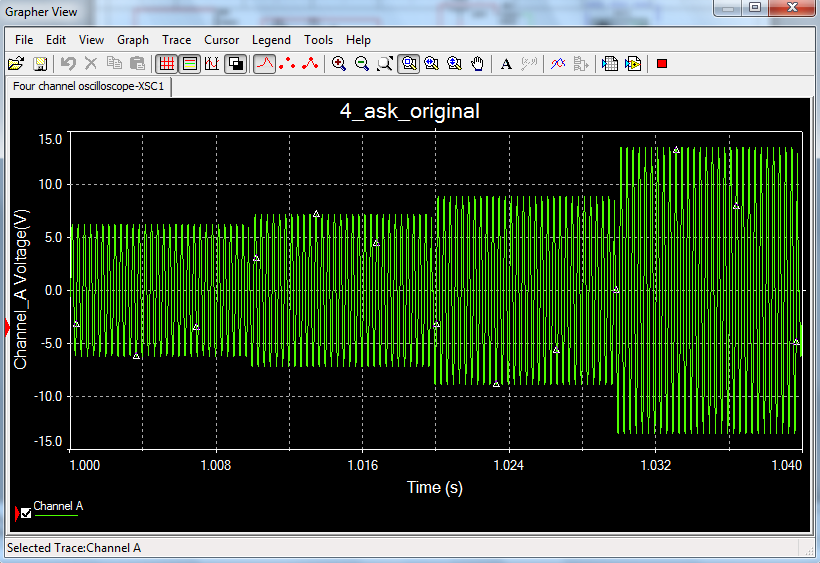 Grapher View
File Edit View Graph Trace Cursor Legend Tools Help
Four channel oscilloscope-XSC1
4_ask_original
15.0
10.0
5.0
0.0
-5.0
-10.0
-15.0
Channel_A Voltage(V)
1.000 1.008 1.016 1.024 1.032 1.040
Time (s)
Channel A
Selected Trace:Channel A